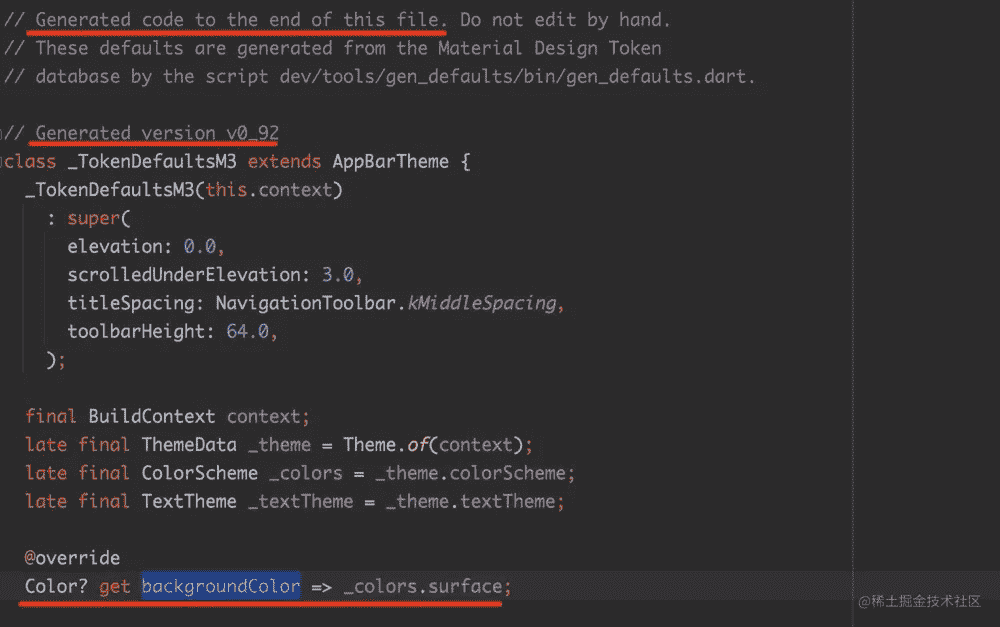 // Generated code to the end of this file. Do not edit by hand.
// These defaults are generated from the Material Design Token
// database by the script dev/tools/gen_defaults/bin/gen_defaults.dart.
// Generated version v0_92
class _TokenDefaultsM3 extends AppBarTheme {
_TokenDefaultsM3(this.context)
: super(
elevation: 0.0,
scrolledUnderElevation: 3.0,
titleSpacing: NavigationToolbar.kMiddleSpacing,
toolbarHeight: 64.0,
);
final BuildContext context;
late final ThemeData _theme = Theme.of(context);
late final ColorScheme _colors = _theme.colorScheme;
late final TextTheme _textTheme = _theme.textTheme;
@override
Color? get backgroundColor => _colors.surface;
@稀土掘金技术社区